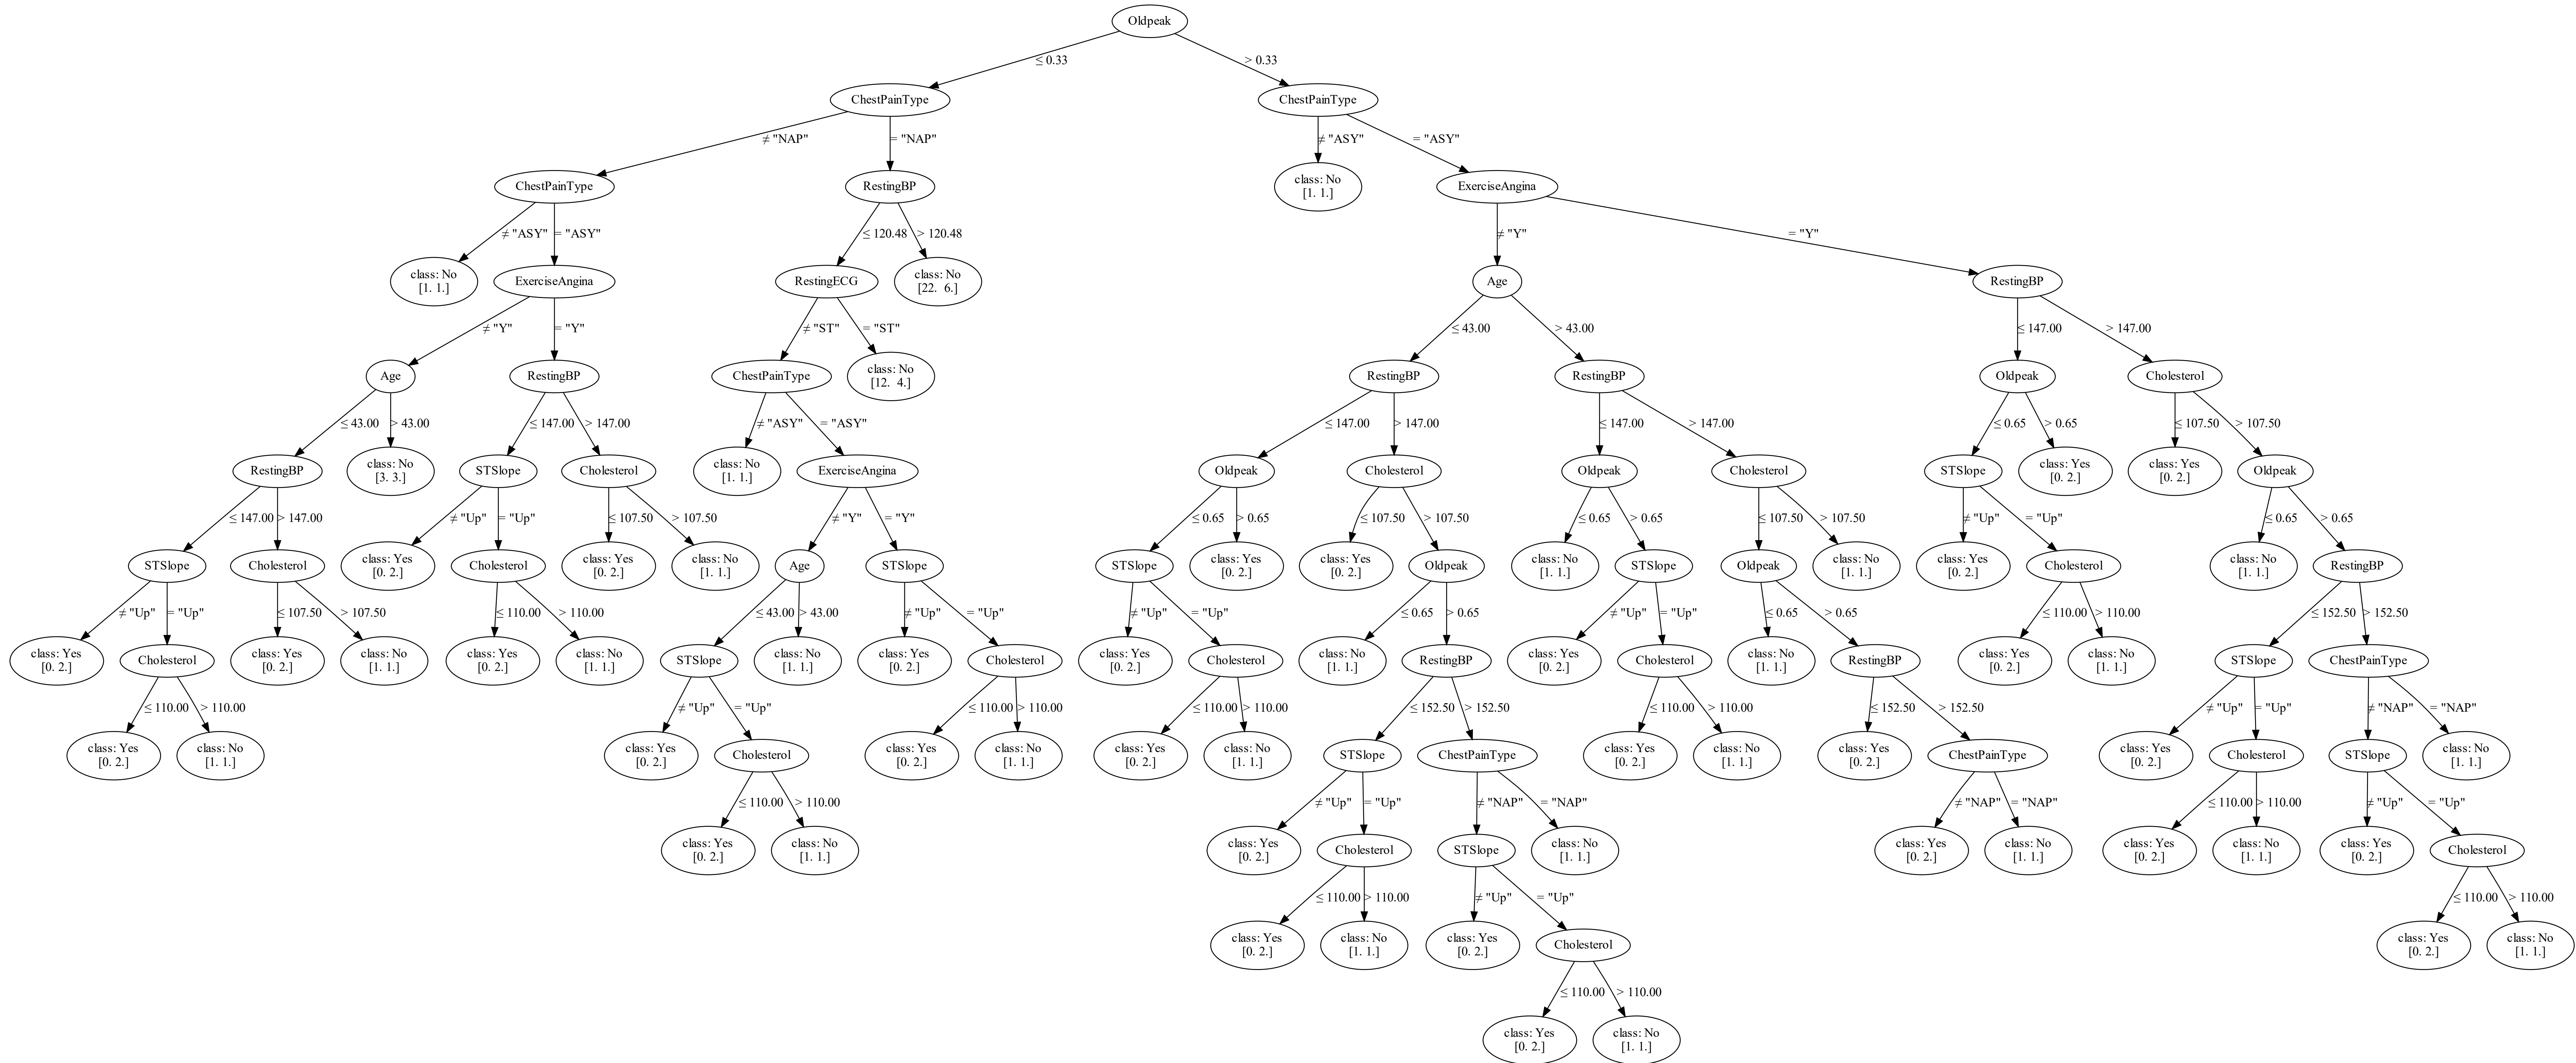 Oldpeak
≤ 0.33 > 0.33
ChestPainType ChestPainType
≠ "NAP" = "NAP" ≠ "ASY" = "ASY"
ChestPainType RestingBP class: No ExerciseAngina
[1. 1.]
≠ "ASY" = "ASY" ≤ 120.48 > 120.48 ≠ "Y" = "Y"
class: No ExerciseAngina RestingECG class: No Age RestingBP
[1. 1.] [22. 6.]
≠ "Y" = "Y" ≠ "ST" = "ST" ≤ 43.00 > 43.00 ≤ 147.00 > 147.00
Age RestingBP ChestPainType class: No RestingBP RestingBP Oldpeak Cholesterol
[12. 4.]
≤ 43.00 > 43.00 ≤ 147.00 > 147.00 ≠ "ASY" = "ASY" ≤ 147.00 > 147.00 ≤ 147.00 > 147.00 ≤ 0.65 > 0.65 ≤ 107.50 > 107.50
RestingBP class: No STSlope Cholesterol class: No ExerciseAngina Oldpeak Cholesterol Oldpeak Cholesterol STSlope class: Yes class: Yes Oldpeak
[3. 3.] [1. 1.] [0. 2.] [0. 2.]
≤ 147.00 > 147.00 ≠ "Up" = "Up" ≤ 107.50 > 107.50 ≠ "Y" = "Y" ≤ 0.65 > 0.65 ≤ 107.50 > 107.50 ≤ 0.65 > 0.65 ≤ 107.50 > 107.50 ≠ "Up" = "Up" ≤ 0.65 > 0.65
STSlope Cholesterol class: Yes Cholesterol class: Yes class: No Age STSlope STSlope class: Yes class: Yes Oldpeak class: No STSlope Oldpeak class: No class: Yes Cholesterol class: No RestingBP
[0. 2.] [0. 2.] [1. 1.] [0. 2.] [0. 2.] [1. 1.] [1. 1.] [0. 2.] [1. 1.]
≠ "Up" = "Up" ≤ 107.50 > 107.50 ≤ 110.00 > 110.00 ≤ 43.00 > 43.00 ≠ "Up" = "Up" ≠ "Up" = "Up" ≤ 0.65 > 0.65 ≠ "Up" = "Up" ≤ 0.65 > 0.65 ≤ 110.00 > 110.00 ≤ 152.50 > 152.50
class: Yes Cholesterol class: Yes class: No class: Yes class: No STSlope class: No class: Yes Cholesterol class: Yes Cholesterol class: No RestingBP class: Yes Cholesterol class: No RestingBP class: Yes class: No STSlope ChestPainType
[0. 2.] [0. 2.] [1. 1.] [0. 2.] [1. 1.] [1. 1.] [0. 2.] [0. 2.] [1. 1.] [0. 2.] [1. 1.] [0. 2.] [1. 1.]
≤ 110.00 > 110.00 ≠ "Up" = "Up" ≤ 110.00 > 110.00 ≤ 110.00 > 110.00 ≤ 152.50 > 152.50 ≤ 110.00 > 110.00 ≤ 152.50 > 152.50 ≠ "Up" = "Up" ≠ "NAP" = "NAP"
class: Yes class: No class: Yes Cholesterol class: Yes class: No class: Yes class: No STSlope ChestPainType class: Yes class: No class: Yes ChestPainType class: Yes Cholesterol STSlope class: No
[0. 2.] [1. 1.] [0. 2.] [0. 2.] [1. 1.] [0. 2.] [1. 1.] [0. 2.] [1. 1.] [0. 2.] [0. 2.] [1. 1.]
≤ 110.00 > 110.00 ≠ "Up" = "Up" ≠ "NAP" = "NAP" ≠ "NAP" = "NAP" ≤ 110.00 > 110.00 ≠ "Up" = "Up"
class: Yes class: No class: Yes Cholesterol STSlope class: No class: Yes class: No class: Yes class: No class: Yes Cholesterol
[0. 2.] [1. 1.] [0. 2.] [1. 1.] [0. 2.] [1. 1.] [0. 2.] [1. 1.] [0. 2.]
≤ 110.00 > 110.00 ≠ "Up" = "Up" ≤ 110.00 > 110.00
class: Yes class: No class: Yes Cholesterol class: Yes class: No
[0. 2.] [1. 1.] [0. 2.] [0. 2.] [1. 1.]
≤ 110.00 > 110.00
class: Yes class: No
[0. 2.] [1. 1.]